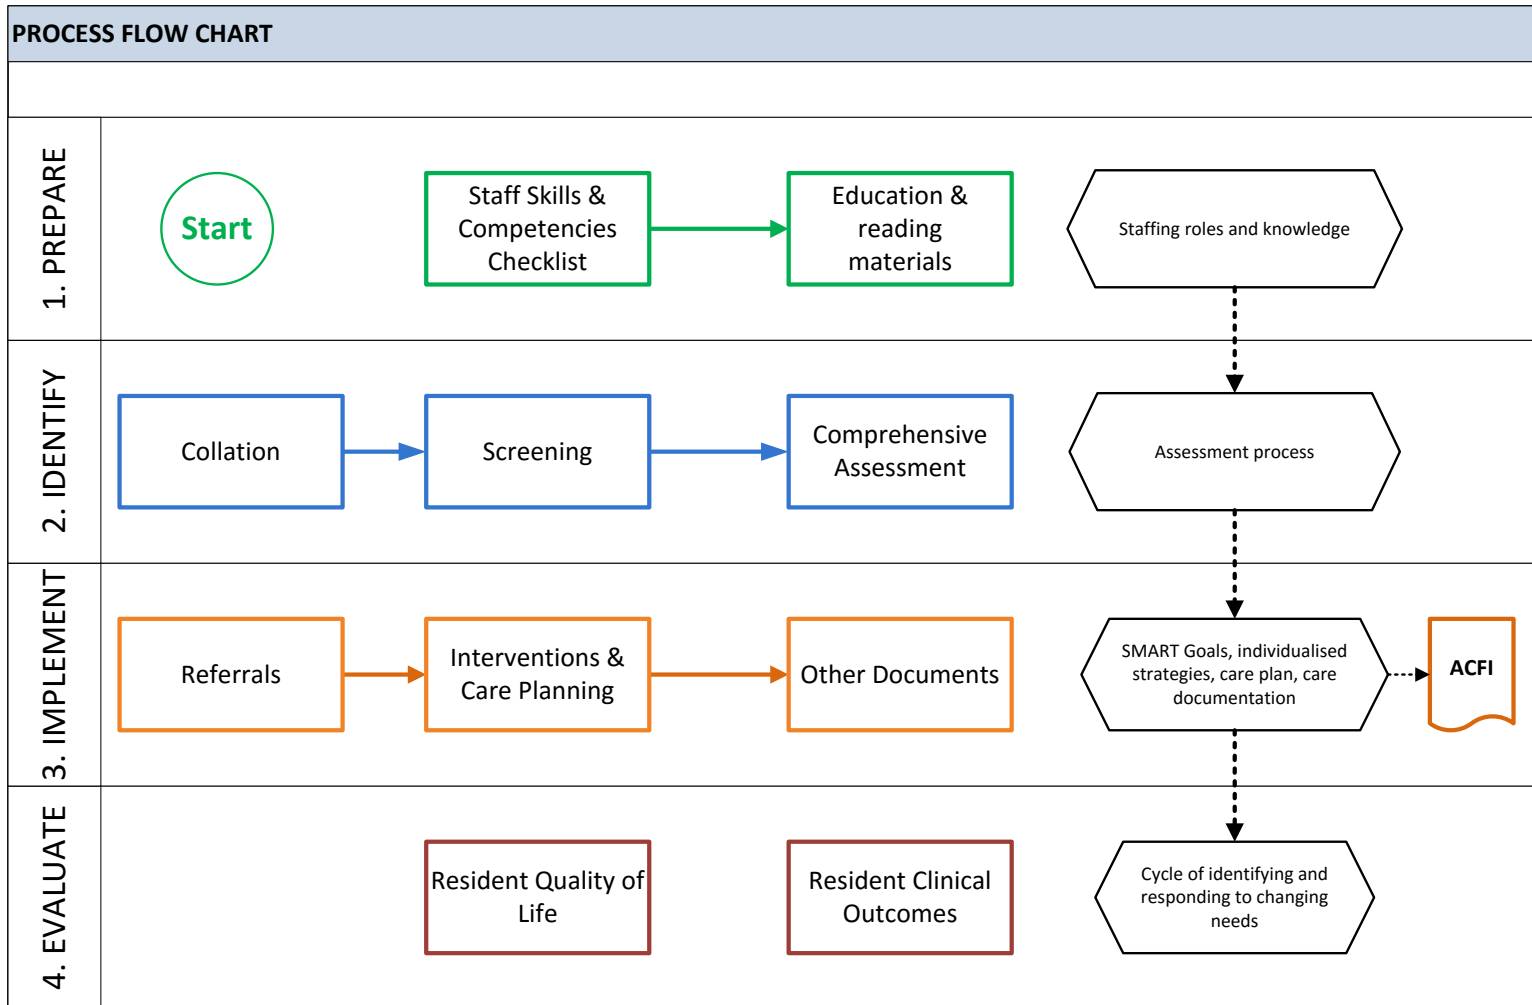 PROCESS FLOW CHART
1. PREPARE
Start
Staff Skills &
Competencies
Checklist
Education &
reading
materials
Staffing roles and knowledge
2. IDENTIFY
Collation
Screening
Comprehensive
Assessment
Assessment process
3. IMPLEMENT
Referrals
Interventions &
Care Planning
Other Documents
SMART Goals, individualised
strategies, care plan, care
documentation
ACFI
4. EVALUATE
Resident Quality of
Life
Resident Clinical
Outcomes
Cycle of identifying and
responding to changing
needs